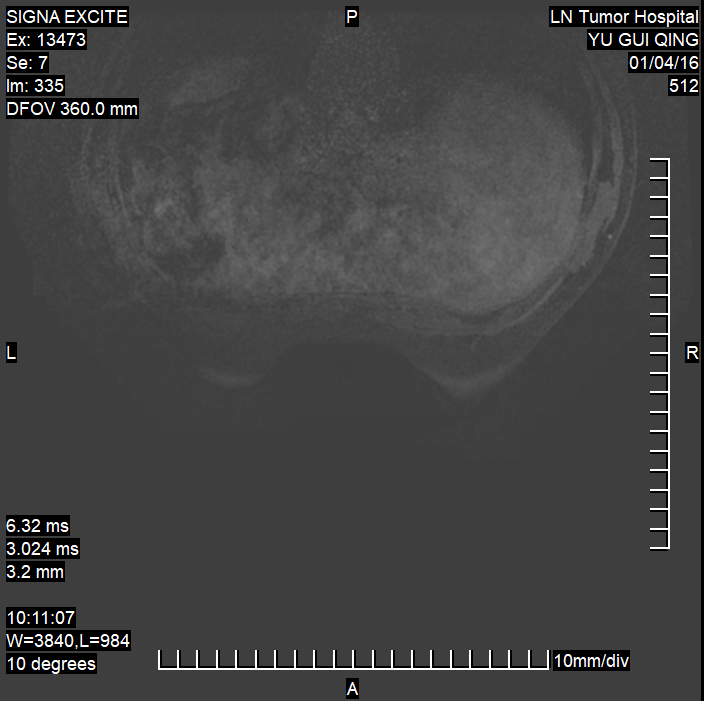 SIGNA EXCITE
Ex: 13473
Se: 7
Im: 335
DFOV 360.0 mm
P
LN Tumor Hospital
YU GUI QING
01/04/16
512
L
R
6.32 ms
3.024 ms
3.2 mm
10:11:07
W=3840,L=984
10 degrees
10mm/div
A